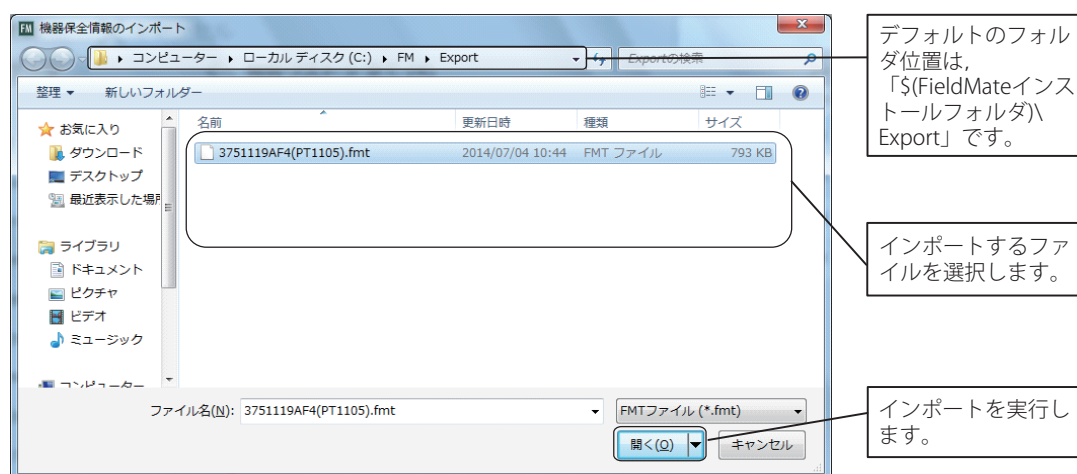 機器保全情報のインポート
コンピューター ▸ ローカル ディスク (C:) ▸ FM ▸ Export
Exportの検索
整理 新しいフォルダー
お気に入り
ダウンロード
デスクトップ
最近表示した場所
ライブラリ
ドキュメント
ピクチャ
ビデオ
ミュージック
コンピューター
名前 更新日時 種類 サイズ
3751119AF4(PT1105).fmt 2014/07/04 10:44 FMT ファイル 793 KB
ファイル名(N): 3751119AF4(PT1105).fmt
FMTファイル (*.fmt)
開く(O) キャンセル
デフォルトのフォル
ダ位置は,
「$(FieldMateインス
トールフォルダ)\
Export」です。
インポートするファ
イルを選択します。
インポートを実行し
ます。